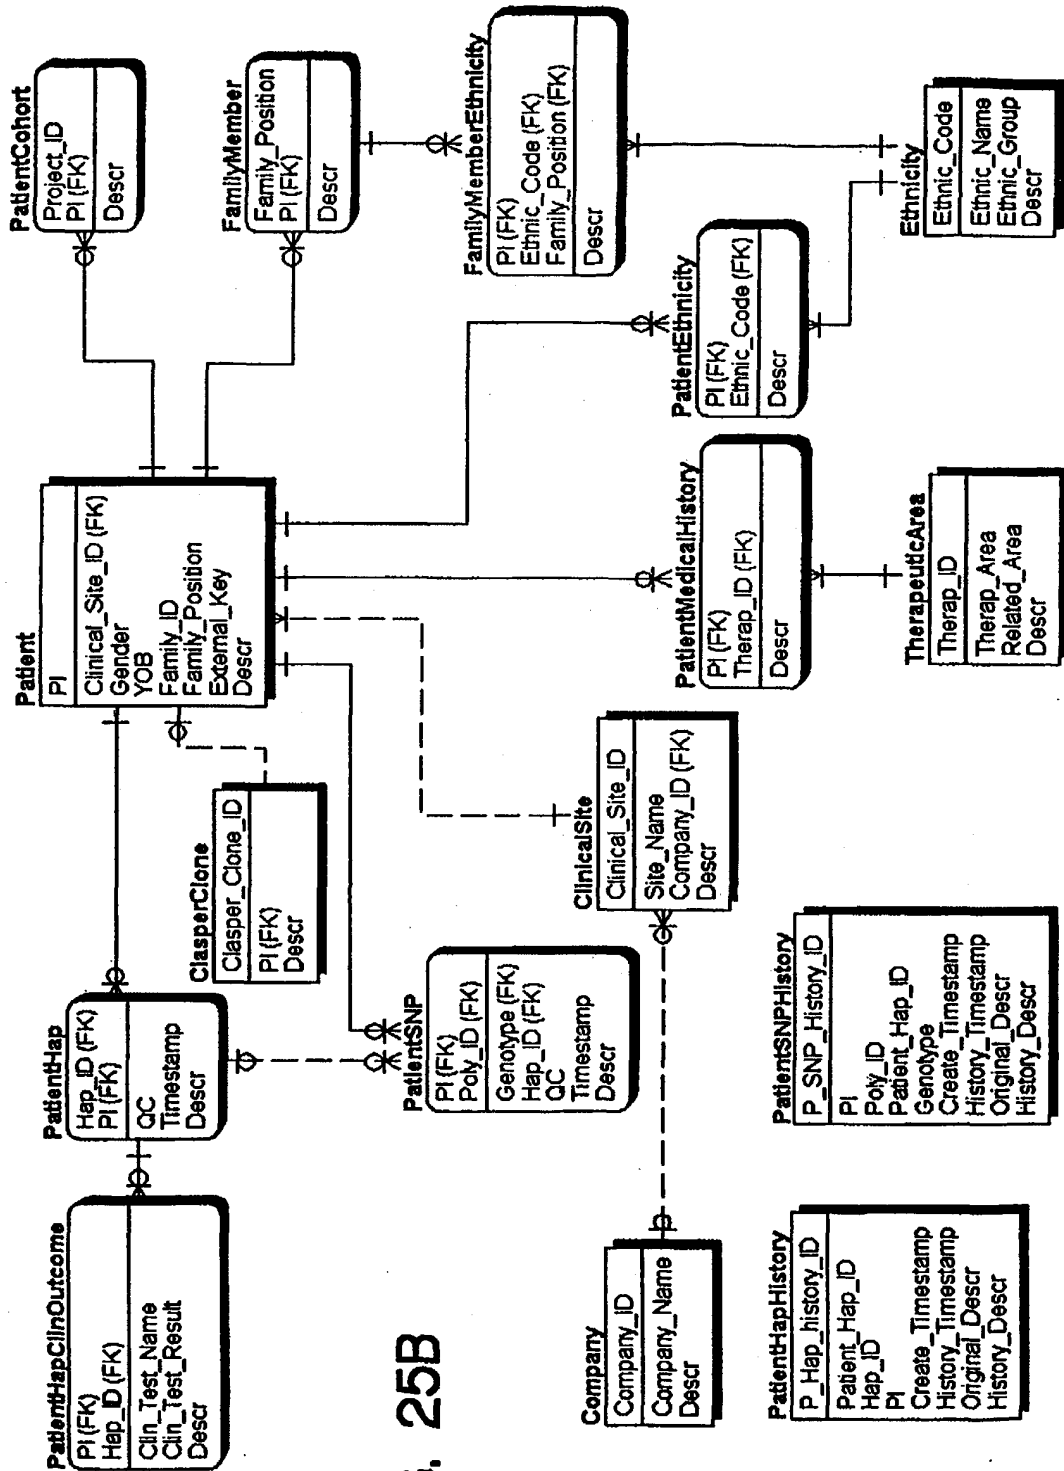 PatientHapClinOutcome
PI (FK)
Hap_ID (FK)
Clin_Test_Name
Clin_Test_Result
Descr
PatientHap
Hap_ID (FK)
PI (FK)
QC
Timestamp
Descr
Patient
PI
Clinical_Site_ID (FK)
Gender
YOB
Family_ID
Family_Position
External_Key
Descr
PatientCohort
Project_ID
PI (FK)
Descr
FamilyMember
Family_Position
PI (FK)
Descr
ClasperClone
Clasper_Clone_ID
PI (FK)
Descr
PatientSNP
PI (FK)
Poly_ID (FK)
Genotype (FK)
Hap_ID (FK)
QC
Timestamp
Descr
FamilyMemberEthnicity
PI (FK)
Ethnic_Code (FK)
Family_Position (FK)
Descr
25B
Company
Company_ID
Company_Name
Descr
ClinicalSite
Clinical_Site_ID
Site_Name
Company_ID (FK)
Descr
PatientMedicalHistory
PI (FK)
Therap_ID (FK)
Descr
PatientEthnicity
PI (FK)
Ethnic_Code (FK)
Descr
PatientHapHistory
P_Hap_history_ID
Patient_Hap_ID
Hap_ID
PI
Create_Timestamp
History_Timestamp
Original_Descr
History_Descr
PatientSNPHistory
P_SNP_History_ID
PI
Poly_ID
Patient_Hap_ID
Genotype
Create_Timestamp
History_Timestamp
Original_Descr
History_Descr
TherapeuticArea
Therap_ID
Therap_Area
Related_Area
Descr
Ethnicity
Ethnic_Code
Ethnic_Name
Ethnic_Group
Descr